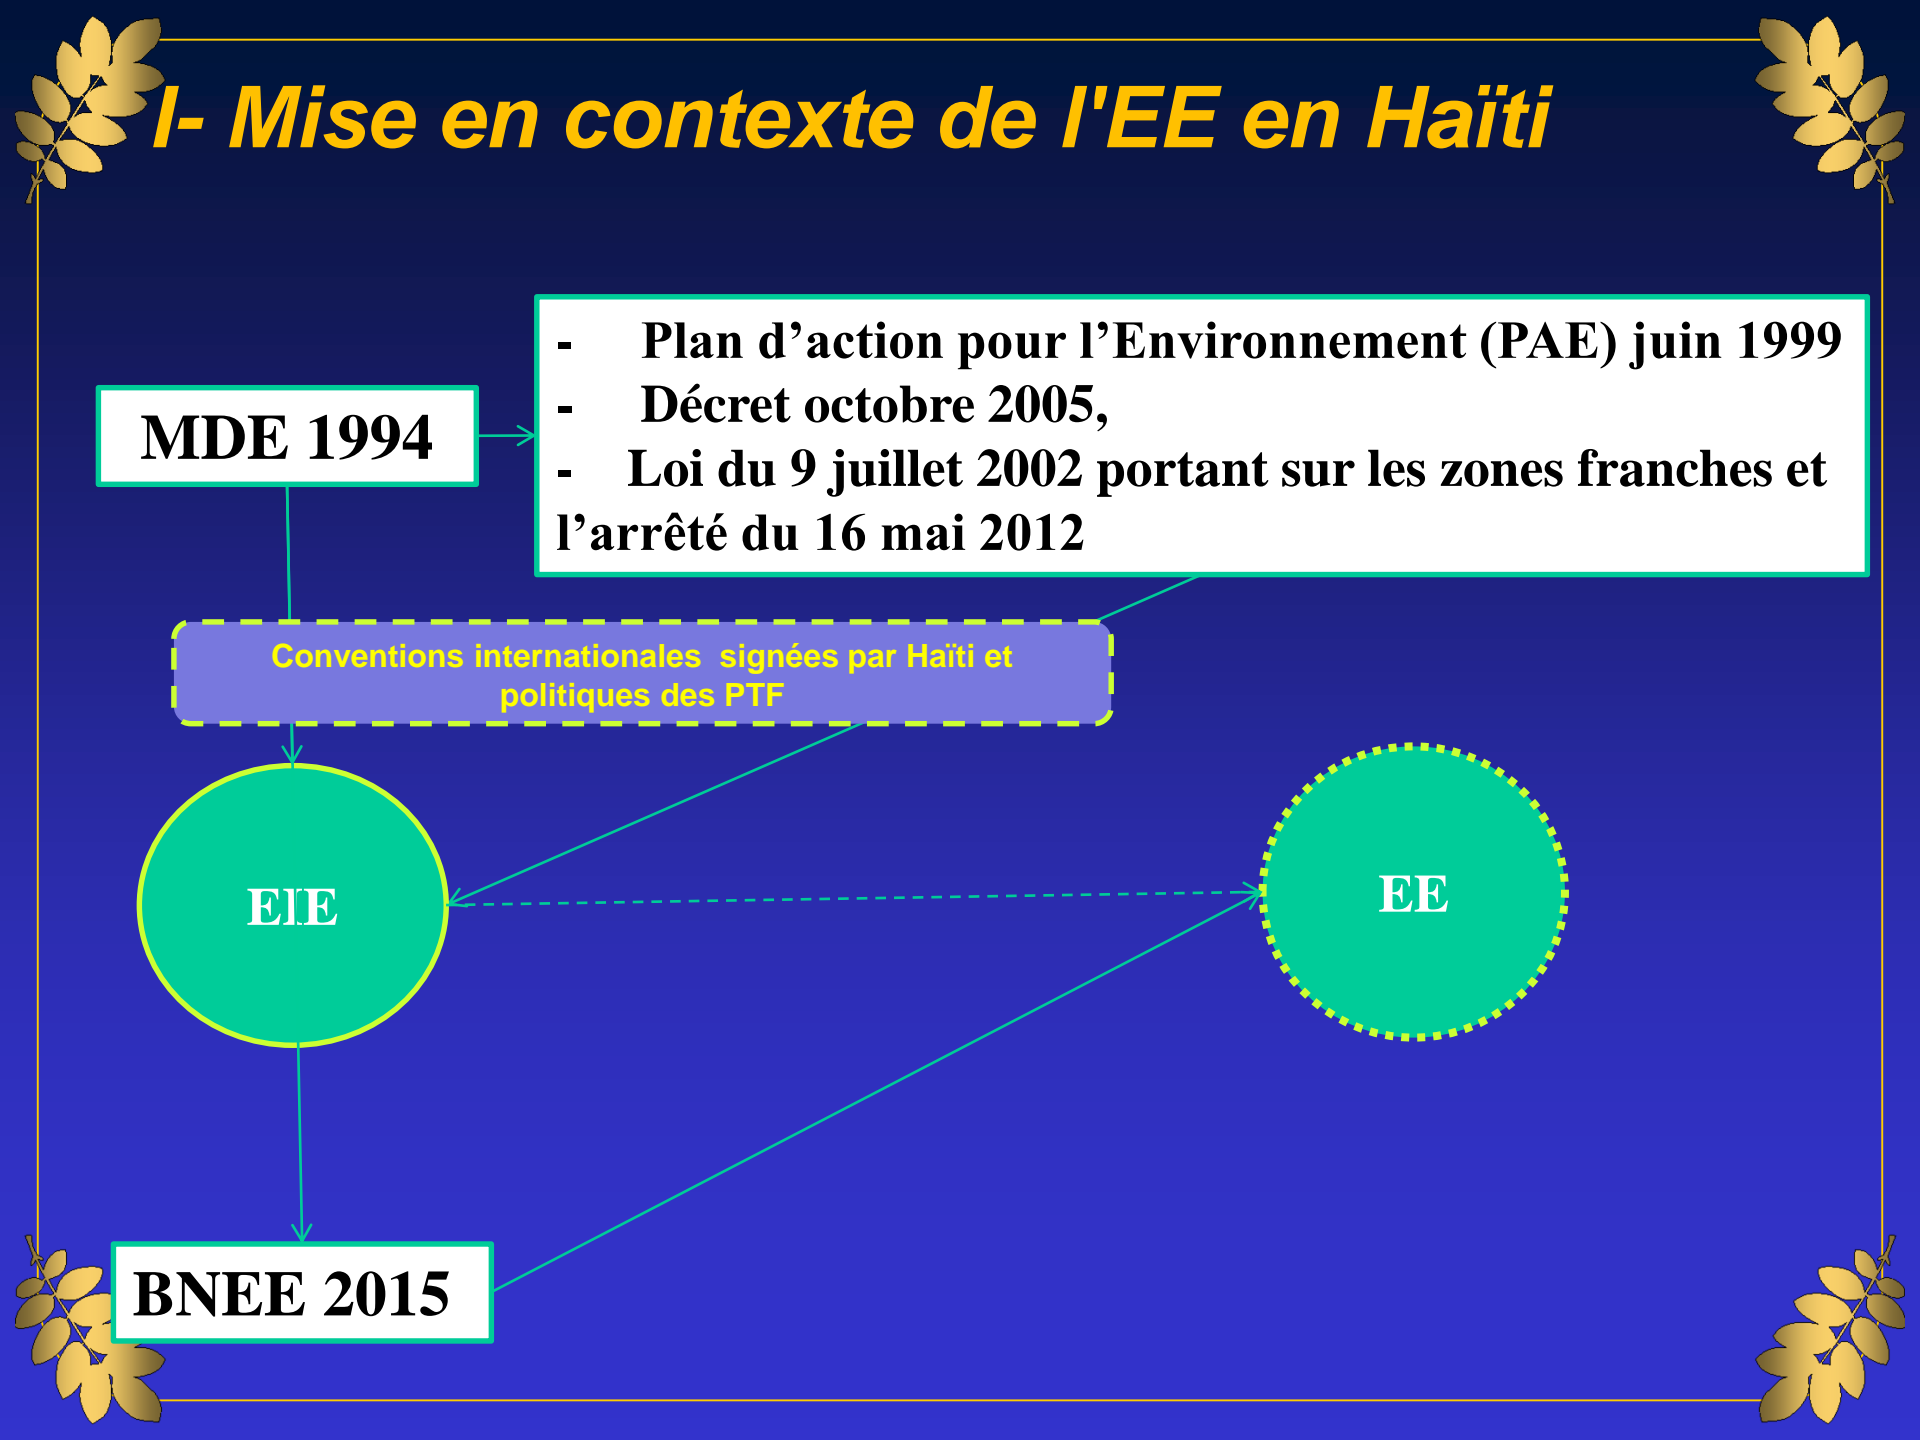 I- Mise en contexte de l'EE en Haïti
- Plan d’action pour l’Environnement (PAE) juin 1999
- Décret octobre 2005,
- Loi du 9 juillet 2002 portant sur les zones franches et
l’arrêté du 16 mai 2012
MDE 1994
Conventions internationales signées par Haïti et
politiques des PTF
EIE
EE
BNEE 2015